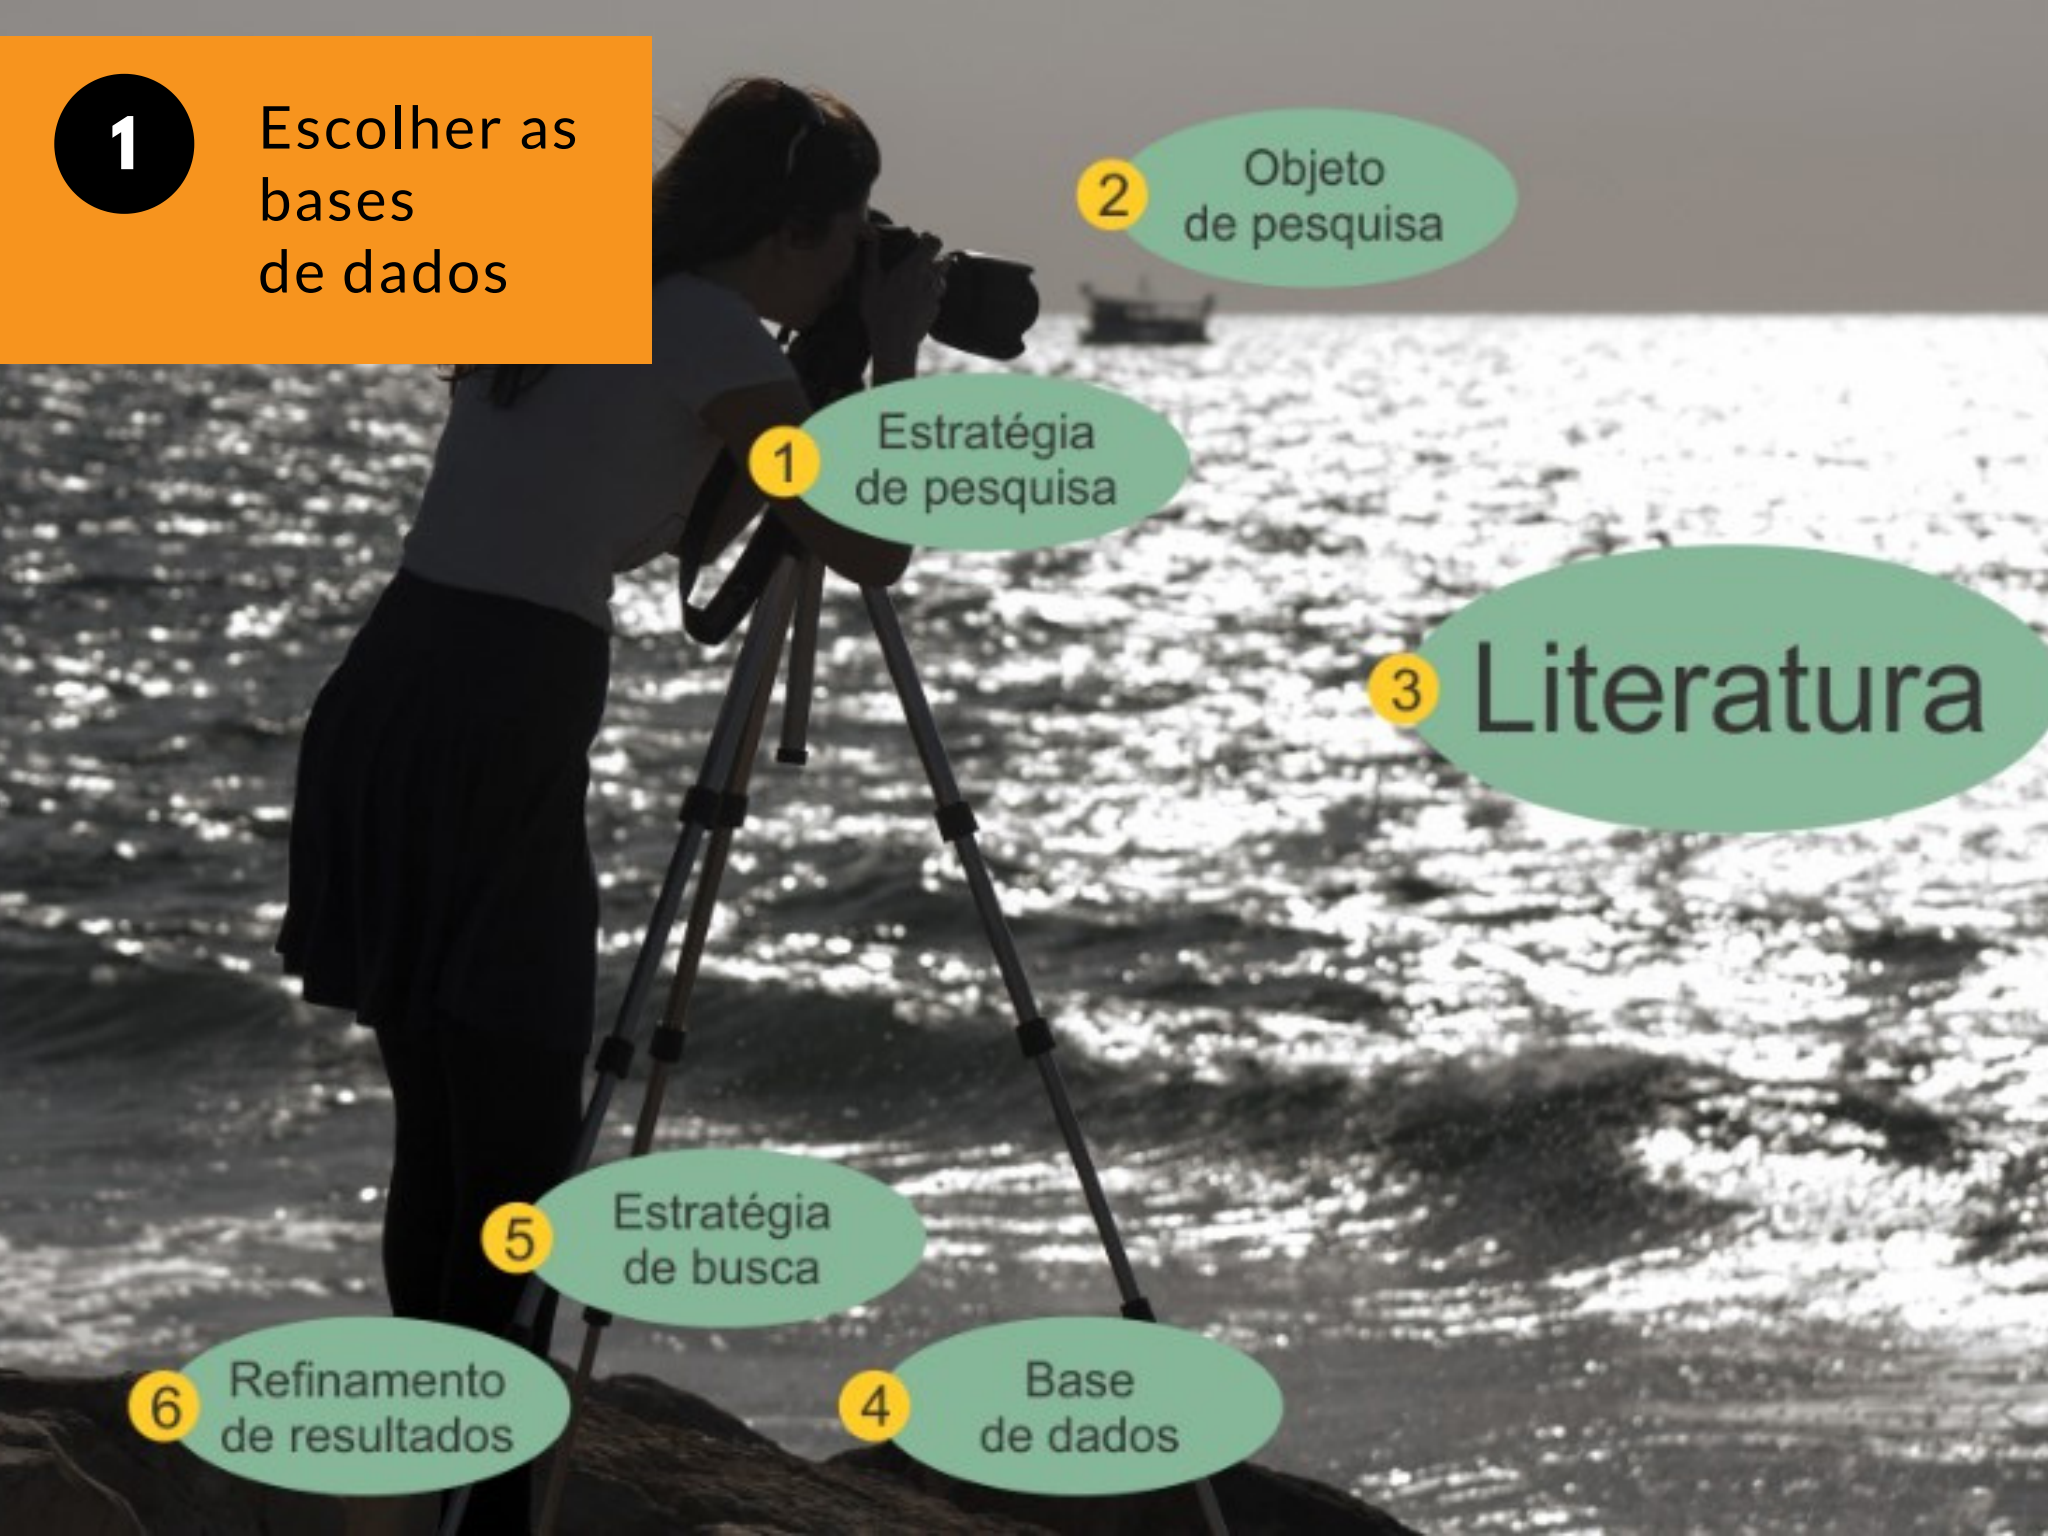 1
Escolher as
bases
de dados
2
Objeto
de pesquisa
1
Estratégia
de pesquisa
3
Literatura
5
Estratégia
de busca
6
Refinamento
de resultados
4
Base
de dados